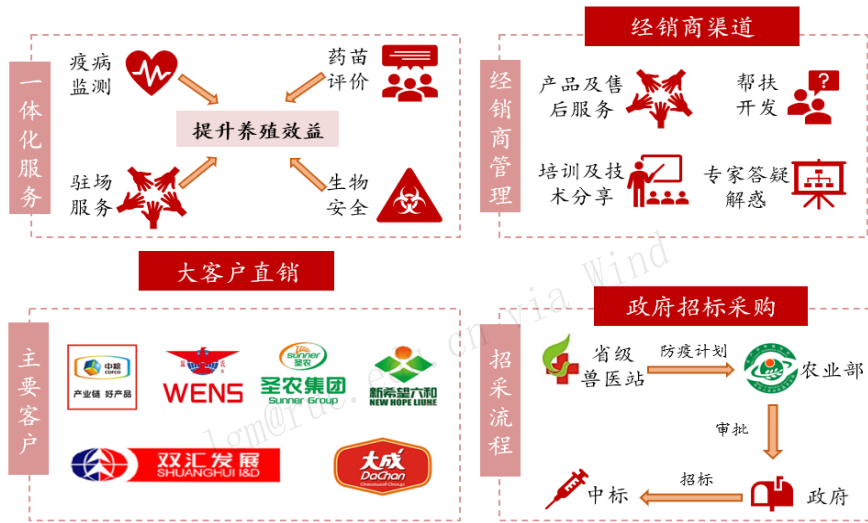 一体化服务
疫病
监测
药苗
评价
提升养殖效益
驻场
服务
生物
安全
经销商渠道
经销商管理
产品及售
后服务
帮扶
开发
?
培训及技
术分享
专家答疑
解惑
大客户直销
主要客户
中粮
COFCO
产业链 好产品
WENS
sunner
圣农
圣农集团
Sunner Group
新希望六和
NEW HOPE LIUHE
双汇发展
SHUANGHUI I&D
大成
DaChan
政府招标采购
招采流程
省级
兽医站
防疫计划
农业部
审批
政府
招标
中标